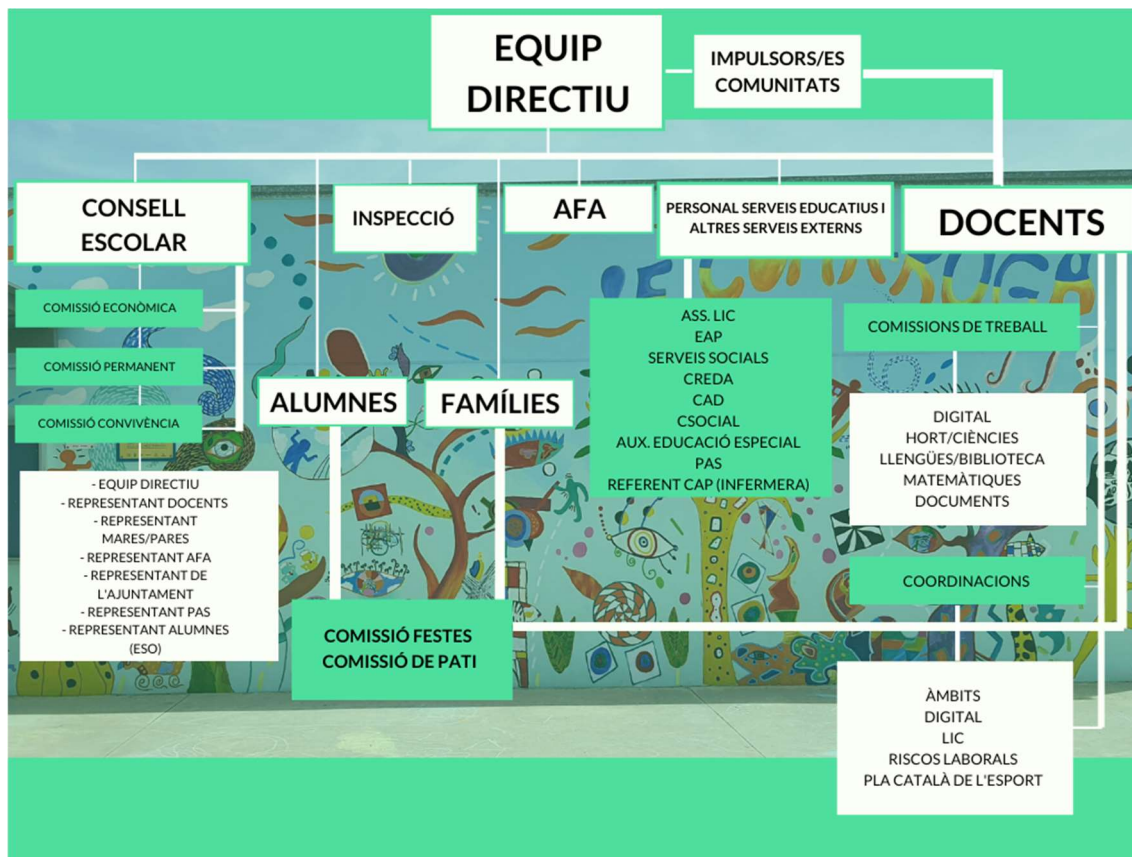 EQUIP
DIRECTIU
IMPULSORS/ES
COMUNITATS
CONSELL
ESCOLAR
INSPECCIÓ
AFA
PERSONAL SERVEIS EDUCATIUS I
ALTRES SERVEIS EXTERNS
DOCENTS
COMISSIÓ ECONÒMICA
COMISSIÓ PERMANENT
COMISSIÓ CONVIVÈNCIA
- EQUIP DIRECTIU
- REPRESENTANT DOCENTS
- REPRESENTANT
MARES/PARES
- REPRESENTANT AFA
- REPRESENTANT DE
L'AJUNTAMENT
- REPRESENTANT PAS
- REPRESENTANT ALUMNES
(ESO)
ALUMNES
FAMÍLIES
COMISSIÓ FESTES
COMISSIÓ DE PATI
ASS. LIC
EAP
SERVEIS SOCIALS
CREDA
CAD
CSOCIAL
AUX. EDUCACIÓ ESPECIAL
PAS
REFERENT CAP (INFERMERA)
COMISSIONS DE TREBALL
DIGITAL
HORT/CIÈNCIES
LLENGÜES/BIBLIOTECA
MATEMÀTIQUES
DOCUMENTS
COORDINACIONS
ÀMBITS
DIGITAL
LIC
RISCOS LABORALS
PLA CATALÀ DE L'ESPORT